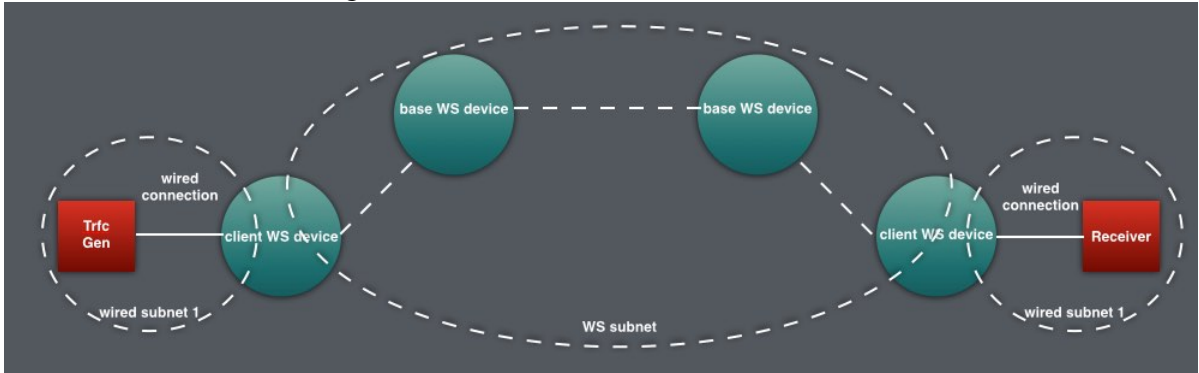 base WS device
base WS device
wired
connection
Trfc
Gen
client WS device
wired subnet 1
WS subnet
client WS device
wired
connection
Receiver
wired subnet 1